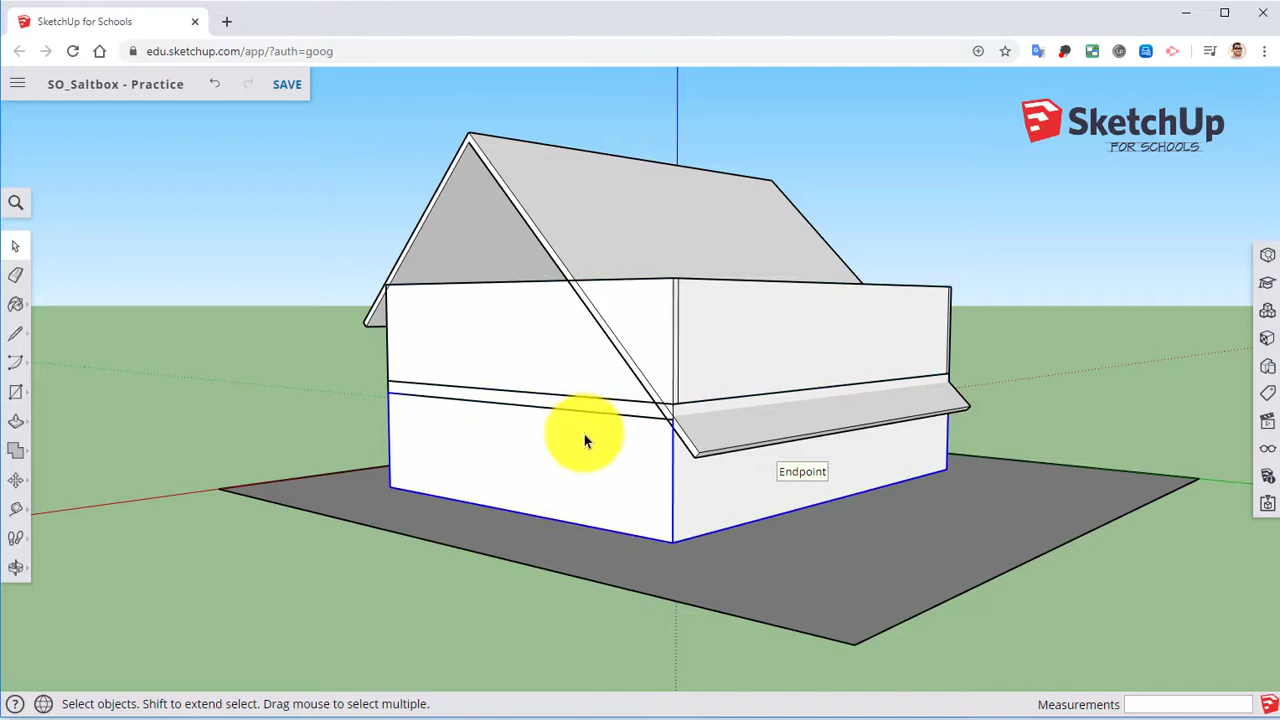 SketchUp for Schools
edu.sketchup.com/app/?auth=goog
SO_Saltbox - Practice
SAVE
SketchUp
FOR SCHOOLS
Endpoint
Select objects. Shift to extend select. Drag mouse to select multiple.
Measurements